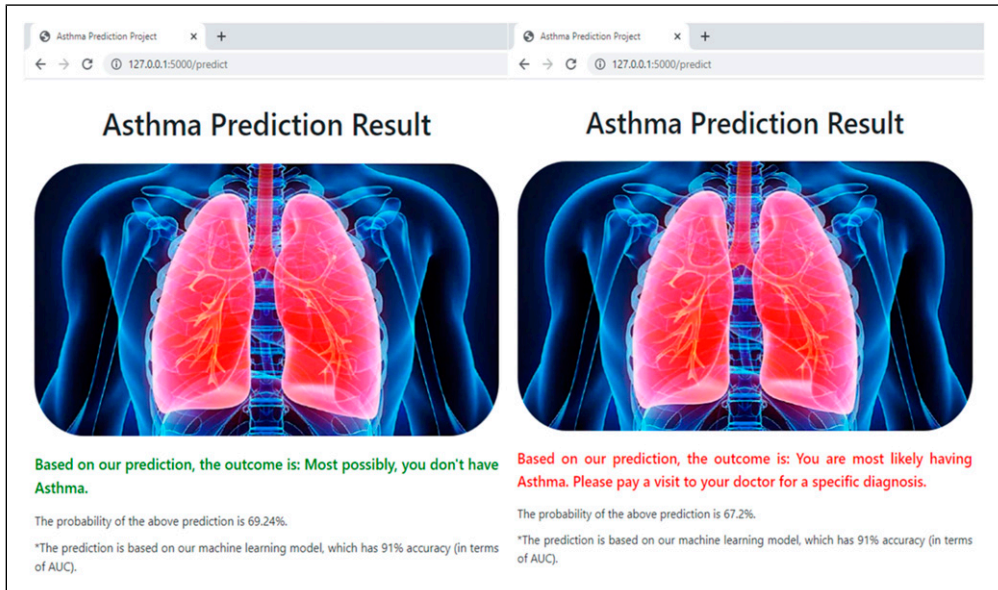 Asthma Prediction Project
127.0.0.1:5000/predict
Asthma Prediction Result
Based on our prediction, the outcome is: Most possibly, you don't have
Asthma.
The probability of the above prediction is 69.24%.
*The prediction is based on our machine learning model, which has 91% accuracy (in terms
of AUC).
Asthma Prediction Project
127.0.0.1:5000/predict
Asthma Prediction Result
Based on our prediction, the outcome is: You are most likely having
Asthma. Please pay a visit to your doctor for a specific diagnosis.
The probability of the above prediction is 67.2%.
*The prediction is based on our machine learning model, which has 91% accuracy (in terms
of AUC).